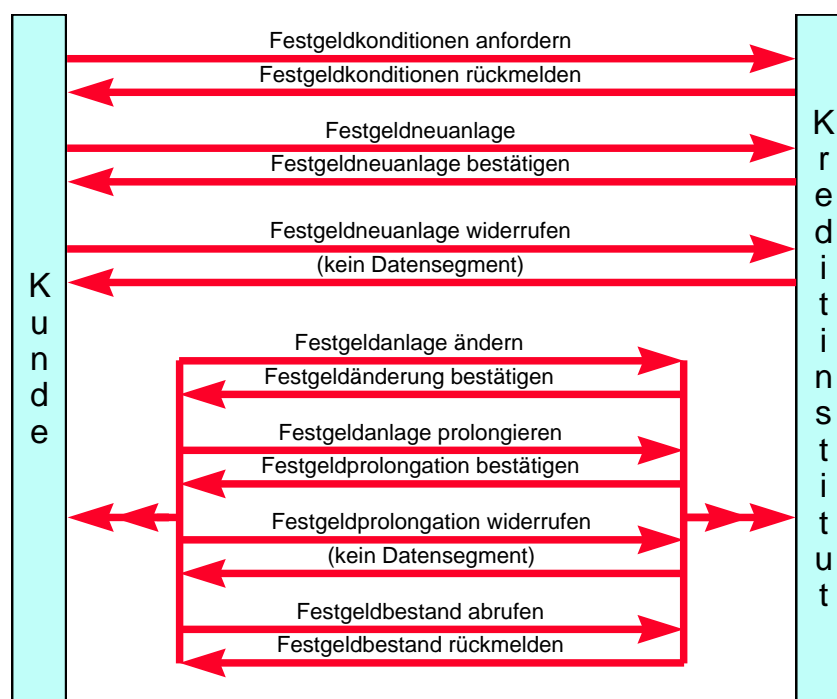 Festgeldkonditionen anfordern
Festgeldkonditionen rückmelden
Festgeldneuanlage
Festgeldneuanlage bestätigen
Festgeldneuanlage widerrufen
(kein Datensegment)
Kunde
Kreditinstitut
Festgeldanlage ändern
Festgeldänderung bestätigen
Festgeldanlage prolongieren
Festgeldprolongation bestätigen
Festgeldprolongation widerrufen
(kein Datensegment)
Festgeldbestand abrufen
Festgeldbestand rückmelden